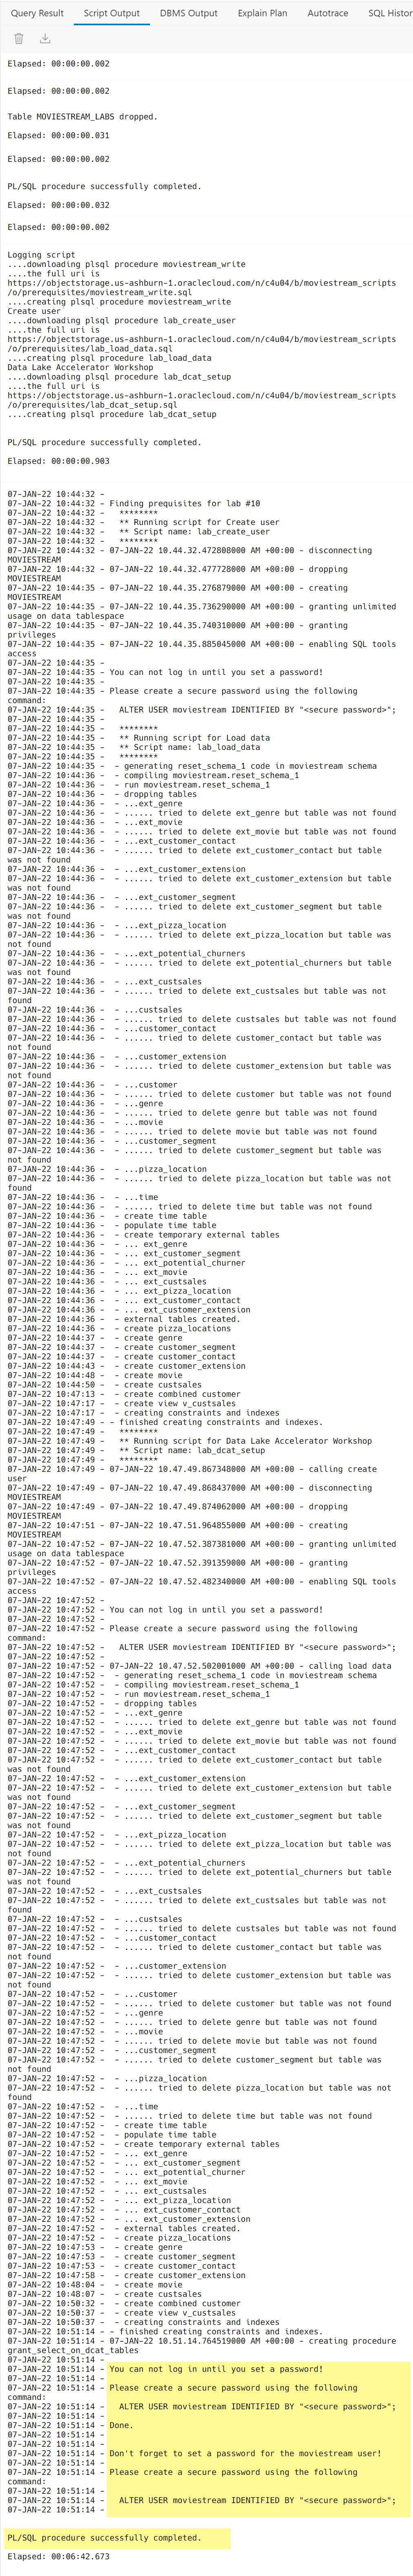 Query Result Script Output DBMS Output Explain Plan Autotrace SQL Histor
Elapsed: 00:00:00.002
Elapsed: 00:00:00.002
Table MOVIESTREAM_LABS dropped.
Elapsed: 00:00:00.031
Elapsed: 00:00:00.002
PL/SQL procedure successfully completed.
Elapsed: 00:00:00.032
Elapsed: 00:00:00.002
Logging script
....downloading plsql procedure moviestream_write
....the full uri is
https://objectstorage.us-ashburn-1.oraclecloud.com/n/c4u04/b/moviestream_scripts
/o/prerequisites/moviestream_write.sql
....creating plsql procedure moviestream_write
Create user
....downloading plsql procedure lab_create_user
....the full uri is
https://objectstorage.us-ashburn-1.oraclecloud.com/n/c4u04/b/moviestream_scripts
/o/prerequisites/lab_load_data.sql
....creating plsql procedure lab_load_data
Data Lake Accelerator Workshop
....downloading plsql procedure lab_dcat_setup
....the full uri is
https://objectstorage.us-ashburn-1.oraclecloud.com/n/c4u04/b/moviestream_scripts
/o/prerequisites/lab_dcat_setup.sql
....creating plsql procedure lab_dcat_setup
PL/SQL procedure successfully completed.
Elapsed: 00:00:00.903
07-JAN-22 10:44:32 -
07-JAN-22 10:44:32 - Finding prequisites for lab #10
07-JAN-22 10:44:32 -   ********
07-JAN-22 10:44:32 -   ** Running script for Create user
07-JAN-22 10:44:32 -   ** Script name: lab_create_user
07-JAN-22 10:44:32 -   ********
07-JAN-22 10:44:32 - 07-JAN-22 10.44.32.472808000 AM +00:00 - disconnecting
MOVIESTREAM
07-JAN-22 10:44:32 - 07-JAN-22 10.44.32.477728000 AM +00:00 - dropping
MOVIESTREAM
07-JAN-22 10:44:35 - 07-JAN-22 10.44.35.276879000 AM +00:00 - creating
MOVIESTREAM
07-JAN-22 10:44:35 - 07-JAN-22 10.44.35.736290000 AM +00:00 - granting unlimited
usage on data tablespace
07-JAN-22 10:44:35 - 07-JAN-22 10.44.35.740310000 AM +00:00 - granting
privileges
07-JAN-22 10:44:35 - 07-JAN-22 10.44.35.885045000 AM +00:00 - enabling SQL tools
access
07-JAN-22 10:44:35 -
07-JAN-22 10:44:35 - You can not log in until you set a password!
07-JAN-22 10:44:35 -
07-JAN-22 10:44:35 - Please create a secure password using the following
command:
07-JAN-22 10:44:35 -   ALTER USER moviestream IDENTIFIED BY "<secure password>";
07-JAN-22 10:44:35 -
07-JAN-22 10:44:35 -   ********
07-JAN-22 10:44:35 -   ** Running script for Load data
07-JAN-22 10:44:35 -   ** Script name: lab_load_data
07-JAN-22 10:44:35 -   ********
07-JAN-22 10:44:35 -  - generating reset_schema_1 code in moviestream schema
07-JAN-22 10:44:36 -  - compiling moviestream.reset_schema_1
07-JAN-22 10:44:36 -  - run moviestream.reset_schema_1
07-JAN-22 10:44:36 -  - dropping tables
07-JAN-22 10:44:36 -  - ...ext_genre
07-JAN-22 10:44:36 -  - ...... tried to delete ext_genre but table was not found
07-JAN-22 10:44:36 -  - ...ext_movie
07-JAN-22 10:44:36 -  - ...... tried to delete ext_movie but table was not found
07-JAN-22 10:44:36 -  - ...ext_customer_contact
07-JAN-22 10:44:36 -  - ...... tried to delete ext_customer_contact but table
was not found
07-JAN-22 10:44:36 -  - ...ext_customer_extension
07-JAN-22 10:44:36 -  - ...... tried to delete ext_customer_extension but table
was not found
07-JAN-22 10:44:36 -  - ...ext_customer_segment
07-JAN-22 10:44:36 -  - ...... tried to delete ext_customer_segment but table
was not found
07-JAN-22 10:44:36 -  - ...ext_pizza_location
07-JAN-22 10:44:36 -  - ...... tried to delete ext_pizza_location but table was
not found
07-JAN-22 10:44:36 -  - ...ext_potential_churners
07-JAN-22 10:44:36 -  - ...... tried to delete ext_potential_churners but table
was not found
07-JAN-22 10:44:36 -  - ...ext_custsales
07-JAN-22 10:44:36 -  - ...... tried to delete ext_custsales but table was not
found
07-JAN-22 10:44:36 -  - ...custsales
07-JAN-22 10:44:36 -  - ...... tried to delete custsales but table was not found
07-JAN-22 10:44:36 -  - ...customer_contact
07-JAN-22 10:44:36 -  - ...... tried to delete customer_contact but table was
not found
07-JAN-22 10:44:36 -  - ...customer_extension
07-JAN-22 10:44:36 -  - ...... tried to delete customer_extension but table was
not found
07-JAN-22 10:44:36 -  - ...customer
07-JAN-22 10:44:36 -  - ...... tried to delete customer but table was not found
07-JAN-22 10:44:36 -  - ...genre
07-JAN-22 10:44:36 -  - ...... tried to delete genre but table was not found
07-JAN-22 10:44:36 -  - ...movie
07-JAN-22 10:44:36 -  - ...... tried to delete movie but table was not found
07-JAN-22 10:44:36 -  - ...customer_segment
07-JAN-22 10:44:36 -  - ...... tried to delete customer_segment but table was
not found
07-JAN-22 10:44:36 -  - ...pizza_location
07-JAN-22 10:44:36 -  - ...... tried to delete pizza_location but table was not
found
07-JAN-22 10:44:36 -  - ...time
07-JAN-22 10:44:36 -  - ...... tried to delete time but table was not found
07-JAN-22 10:44:36 -  - create time table
07-JAN-22 10:44:36 -  - populate time table
07-JAN-22 10:44:36 -  - create temporary external tables
07-JAN-22 10:44:36 -  - ... ext_genre
07-JAN-22 10:44:36 -  - ... ext_customer_segment
07-JAN-22 10:44:36 -  - ... ext_potential_churner
07-JAN-22 10:44:36 -  - ... ext_movie
07-JAN-22 10:44:36 -  - ... ext_custsales
07-JAN-22 10:44:36 -  - ... ext_pizza_location
07-JAN-22 10:44:36 -  - ... ext_customer_contact
07-JAN-22 10:44:36 -  - ... ext_customer_extension
07-JAN-22 10:44:36 -  - external tables created.
07-JAN-22 10:44:36 -  - create pizza_locations
07-JAN-22 10:44:37 -  - create genre
07-JAN-22 10:44:37 -  - create customer_segment
07-JAN-22 10:44:37 -  - create customer_contact
07-JAN-22 10:44:43 -  - create customer_extension
07-JAN-22 10:44:48 -  - create movie
07-JAN-22 10:44:50 -  - create custsales
07-JAN-22 10:47:13 -  - create combined customer
07-JAN-22 10:47:17 -  - create view v_custsales
07-JAN-22 10:47:17 -  - creating constraints and indexes
07-JAN-22 10:47:49 - - finished creating constraints and indexes.
07-JAN-22 10:47:49 -   ********
07-JAN-22 10:47:49 -   ** Running script for Data Lake Accelerator Workshop
07-JAN-22 10:47:49 -   ** Script name: lab_dcat_setup
07-JAN-22 10:47:49 -   ********
07-JAN-22 10:47:49 - 07-JAN-22 10.47.49.867348000 AM +00:00 - calling create
user
07-JAN-22 10:47:49 - 07-JAN-22 10.47.49.868437000 AM +00:00 - disconnecting
MOVIESTREAM
07-JAN-22 10:47:49 - 07-JAN-22 10.47.49.874062000 AM +00:00 - dropping
MOVIESTREAM
07-JAN-22 10:47:51 - 07-JAN-22 10.47.51.964855000 AM +00:00 - creating
MOVIESTREAM
07-JAN-22 10:47:52 - 07-JAN-22 10.47.52.387381000 AM +00:00 - granting unlimited
usage on data tablespace
07-JAN-22 10:47:52 - 07-JAN-22 10.47.52.391359000 AM +00:00 - granting
privileges
07-JAN-22 10:47:52 - 07-JAN-22 10.47.52.482340000 AM +00:00 - enabling SQL tools
access
07-JAN-22 10:47:52 -
07-JAN-22 10:47:52 - You can not log in until you set a password!
07-JAN-22 10:47:52 -
07-JAN-22 10:47:52 - Please create a secure password using the following
command:
07-JAN-22 10:47:52 -   ALTER USER moviestream IDENTIFIED BY "<secure password>";
07-JAN-22 10:47:52 -
07-JAN-22 10:47:52 - 07-JAN-22 10.47.52.502001000 AM +00:00 - calling load data
07-JAN-22 10:47:52 -  - generating reset_schema_1 code in moviestream schema
07-JAN-22 10:47:52 -  - compiling moviestream.reset_schema_1
07-JAN-22 10:47:52 -  - run moviestream.reset_schema_1
07-JAN-22 10:47:52 -  - dropping tables
07-JAN-22 10:47:52 -  - ...ext_genre
07-JAN-22 10:47:52 -  - ...... tried to delete ext_genre but table was not found
07-JAN-22 10:47:52 -  - ...ext_movie
07-JAN-22 10:47:52 -  - ...... tried to delete ext_movie but table was not found
07-JAN-22 10:47:52 -  - ...ext_customer_contact
07-JAN-22 10:47:52 -  - ...... tried to delete ext_customer_contact but table
was not found
07-JAN-22 10:47:52 -  - ...ext_customer_extension
07-JAN-22 10:47:52 -  - ...... tried to delete ext_customer_extension but table
was not found
07-JAN-22 10:47:52 -  - ...ext_customer_segment
07-JAN-22 10:47:52 -  - ...... tried to delete ext_customer_segment but table
was not found
07-JAN-22 10:47:52 -  - ...ext_pizza_location
07-JAN-22 10:47:52 -  - ...... tried to delete ext_pizza_location but table was
not found
07-JAN-22 10:47:52 -  - ...ext_potential_churners
07-JAN-22 10:47:52 -  - ...... tried to delete ext_potential_churners but table
was not found
07-JAN-22 10:47:52 -  - ...ext_custsales
07-JAN-22 10:47:52 -  - ...... tried to delete ext_custsales but table was not
found
07-JAN-22 10:47:52 -  - ...custsales
07-JAN-22 10:47:52 -  - ...... tried to delete custsales but table was not found
07-JAN-22 10:47:52 -  - ...customer_contact
07-JAN-22 10:47:52 -  - ...... tried to delete customer_contact but table was
not found
07-JAN-22 10:47:52 -  - ...customer_extension
07-JAN-22 10:47:52 -  - ...... tried to delete customer_extension but table was
not found
07-JAN-22 10:47:52 -  - ...customer
07-JAN-22 10:47:52 -  - ...... tried to delete customer but table was not found
07-JAN-22 10:47:52 -  - ...genre
07-JAN-22 10:47:52 -  - ...... tried to delete genre but table was not found
07-JAN-22 10:47:52 -  - ...movie
07-JAN-22 10:47:52 -  - ...... tried to delete movie but table was not found
07-JAN-22 10:47:52 -  - ...customer_segment
07-JAN-22 10:47:52 -  - ...... tried to delete customer_segment but table was
not found
07-JAN-22 10:47:52 -  - ...pizza_location
07-JAN-22 10:47:52 -  - ...... tried to delete pizza_location but table was not
found
07-JAN-22 10:47:52 -  - ...time
07-JAN-22 10:47:52 -  - ...... tried to delete time but table was not found
07-JAN-22 10:47:52 -  - create time table
07-JAN-22 10:47:52 -  - populate time table
07-JAN-22 10:47:52 -  - create temporary external tables
07-JAN-22 10:47:52 -  - ... ext_genre
07-JAN-22 10:47:52 -  - ... ext_customer_segment
07-JAN-22 10:47:52 -  - ... ext_potential_churner
07-JAN-22 10:47:52 -  - ... ext_movie
07-JAN-22 10:47:52 -  - ... ext_custsales
07-JAN-22 10:47:52 -  - ... ext_pizza_location
07-JAN-22 10:47:52 -  - ... ext_customer_contact
07-JAN-22 10:47:52 -  - ... ext_customer_extension
07-JAN-22 10:47:52 -  - external tables created.
07-JAN-22 10:47:52 -  - create pizza_locations
07-JAN-22 10:47:53 -  - create genre
07-JAN-22 10:47:53 -  - create customer_segment
07-JAN-22 10:47:53 -  - create customer_contact
07-JAN-22 10:47:58 -  - create customer_extension
07-JAN-22 10:48:04 -  - create movie
07-JAN-22 10:48:07 -  - create custsales
07-JAN-22 10:50:32 -  - create combined customer
07-JAN-22 10:50:37 -  - create view v_custsales
07-JAN-22 10:50:37 -  - creating constraints and indexes
07-JAN-22 10:51:14 - - finished creating constraints and indexes.
07-JAN-22 10:51:14 - 07-JAN-22 10.51.14.764519000 AM +00:00 - creating procedure
grant_select_on_dcat_tables
07-JAN-22 10:51:14 -
07-JAN-22 10:51:14 - You can not log in until you set a password!
07-JAN-22 10:51:14 -
07-JAN-22 10:51:14 - Please create a secure password using the following
command:
07-JAN-22 10:51:14 -   ALTER USER moviestream IDENTIFIED BY "<secure password>";
07-JAN-22 10:51:14 -
07-JAN-22 10:51:14 - Done.
07-JAN-22 10:51:14 -
07-JAN-22 10:51:14 -
07-JAN-22 10:51:14 - Don't forget to set a password for the moviestream user!
07-JAN-22 10:51:14 -
07-JAN-22 10:51:14 - Please create a secure password using the following
command:
07-JAN-22 10:51:14 -
07-JAN-22 10:51:14 -   ALTER USER moviestream IDENTIFIED BY "<secure password>";
07-JAN-22 10:51:14 -
PL/SQL procedure successfully completed.
Elapsed: 00:06:42.673